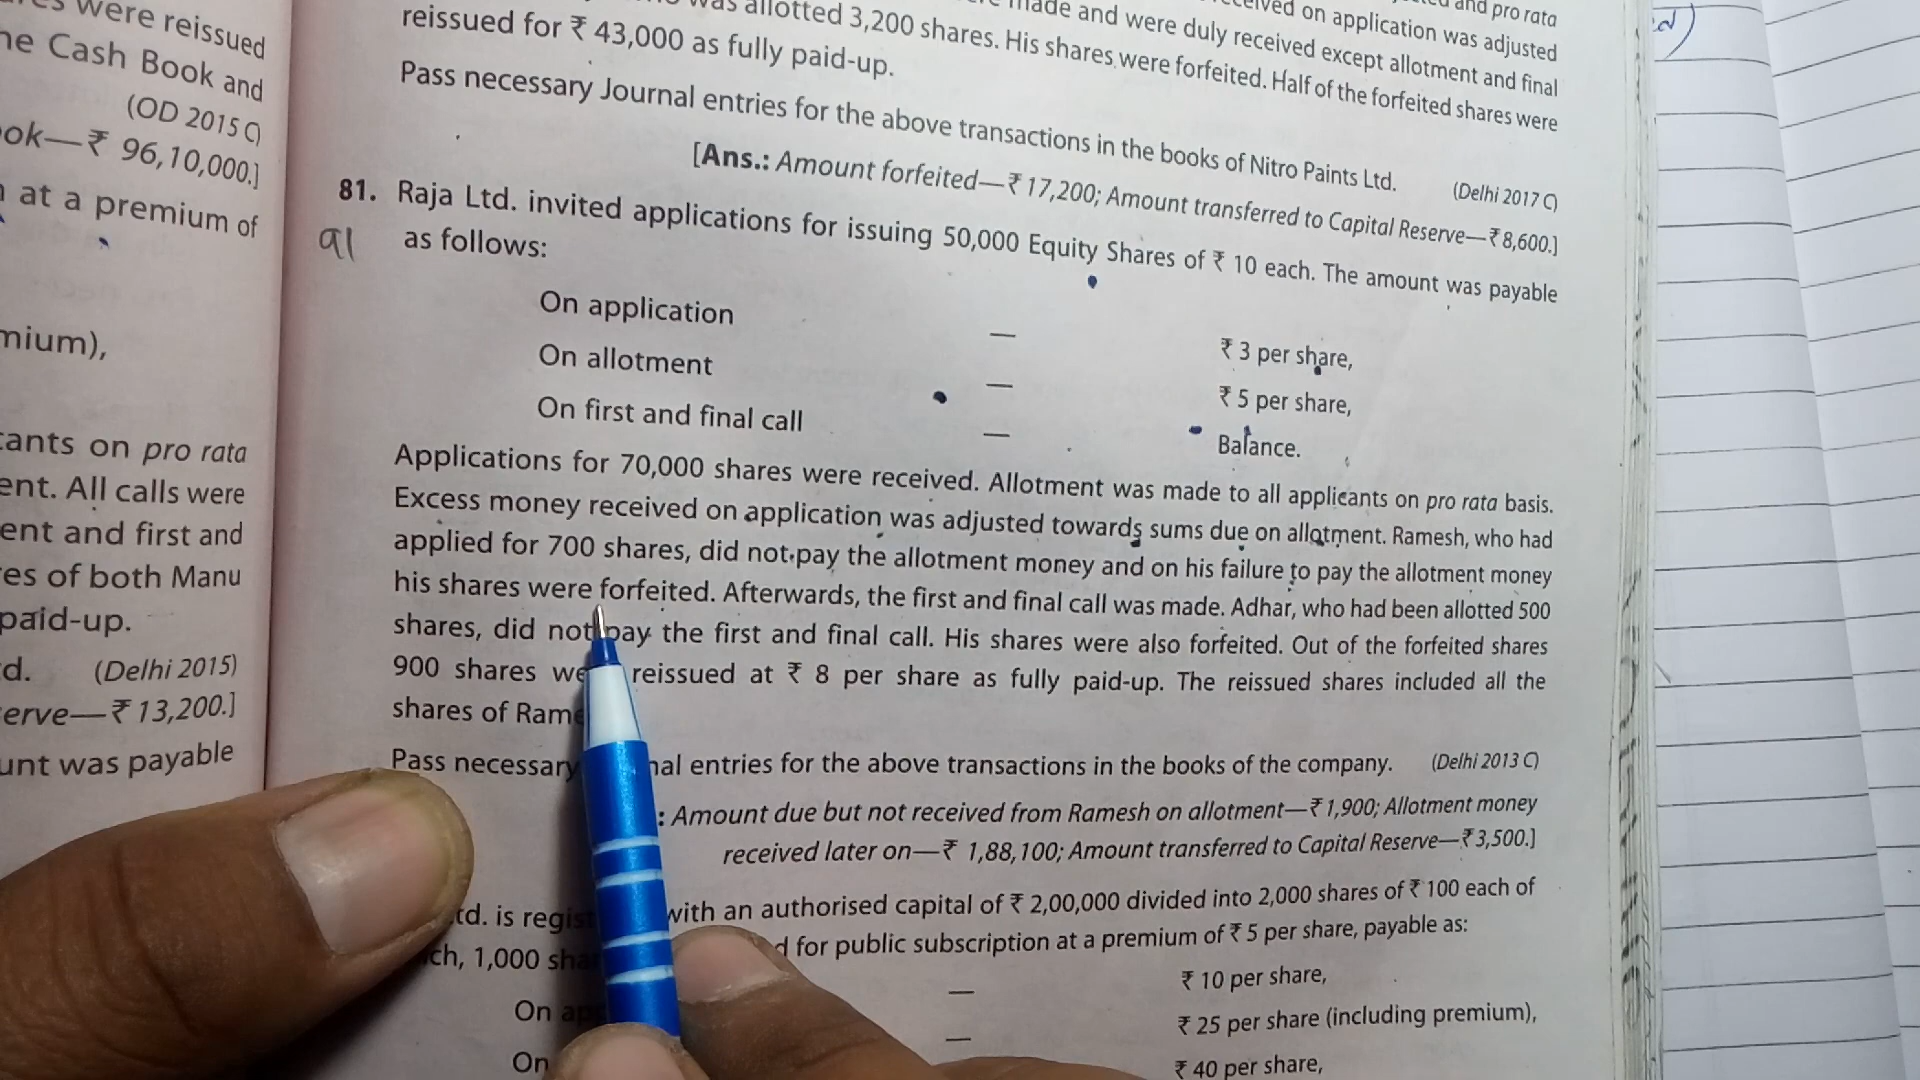 were reissued
Cash Book and
(OD 2015 C)
₹ 96,10,000.]
at a premium of
pro rata
All calls were
and first and
of both Manu
paid-up.
(Delhi 2015)
₹ 13,200.]
was payable
and pro rata
on application was adjusted
was allotted 3,200 shares. His shares were forfeited. Half of the forfeited shares were
made and were duly received except allotment and final
reissued for ₹ 43,000 as fully paid-up.
Pass necessary Journal entries for the above transactions in the books of Nitro Paints Ltd. (Delhi 2017 C)
[Ans.: Amount forfeited—₹ 17,200; Amount transferred to Capital Reserve—₹ 8,600.]
81. Raja Ltd. invited applications for issuing 50,000 Equity Shares of ₹ 10 each. The amount was payable
91 as follows:
On application — ₹ 3 per share,
On allotment — ₹ 5 per share,
On first and final call — Balance.
Applications for 70,000 shares were received. Allotment was made to all applicants on pro rata basis.
Excess money received on application was adjusted towards sums due on allotment. Ramesh, who had
applied for 700 shares, did not pay the allotment money and on his failure to pay the allotment money
his shares were forfeited. Afterwards, the first and final call was made. Adhar, who had been allotted 500
shares, did not pay the first and final call. His shares were also forfeited. Out of the forfeited shares
900 shares reissued at ₹ 8 per share as fully paid-up. The reissued shares included all the
shares of
Pass necessary entries for the above transactions in the books of the company. (Delhi 2013 C)
: Amount due but not received from Ramesh on allotment—₹ 1,900; Allotment money
received later on—₹ 1,88,100; Amount transferred to Capital Reserve—₹ 3,500.]
is with an authorised capital of ₹ 2,00,000 divided into 2,000 shares of ₹ 100 each of
1,000 for public subscription at a premium of ₹ 5 per share, payable as:
— ₹ 10 per share,
On — ₹ 25 per share (including premium),
On ₹ 40 per share,